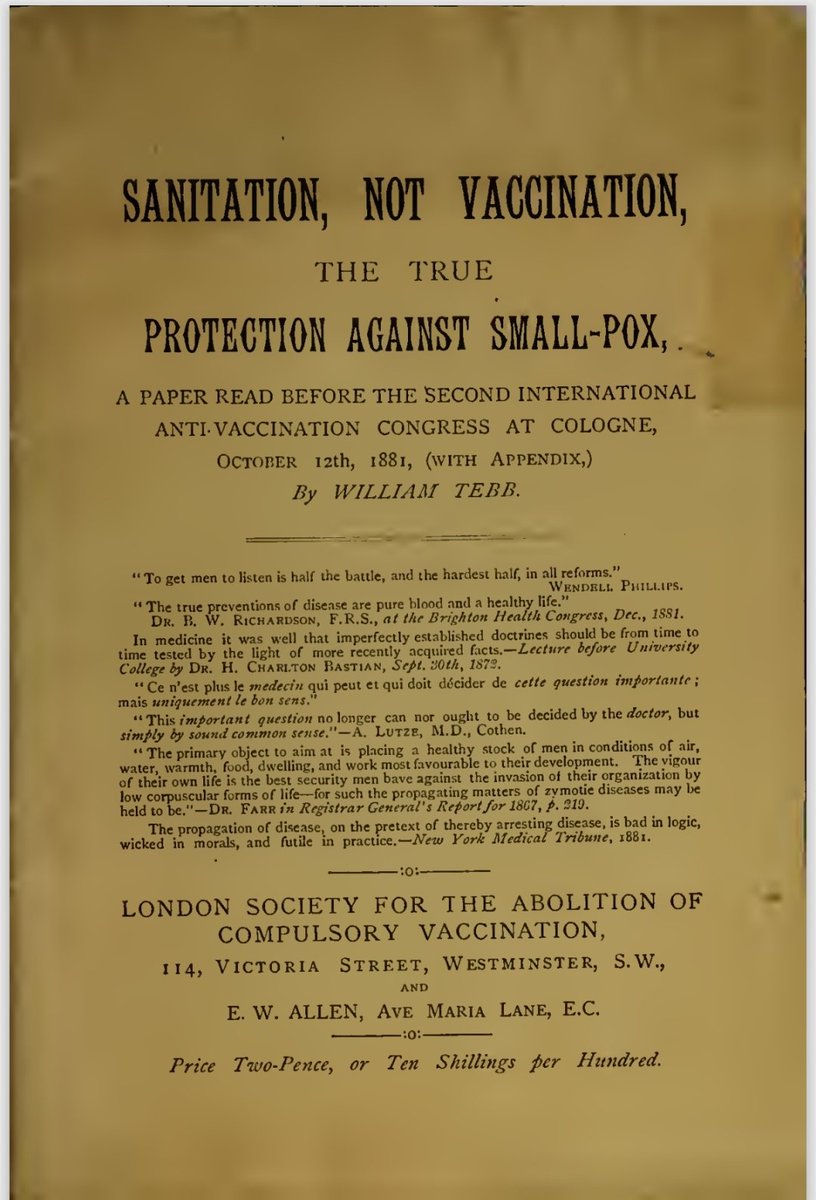 SANITATION, NOT VACCINATION,
THE TRUE
PROTECTION AGAINST SMALL-POX,
A PAPER READ BEFORE THE SECOND INTERNATIONAL
ANTI-VACCINATION CONGRESS AT COLOGNE,
OCTOBER 12th, 1881, (WITH APPENDIX,)
By WILLIAM TEBB.
"To get men to listen is half the battle, and the hardest half, in all reforms."
WENDELL PHILLIPS.
"The true preventions of disease are pure blood and a healthy life."
DR. B. W. RICHARDSON, F.R.S., at the Brighton Health Congress, Dec., 1881.
In medicine it was well that imperfectly established doctrines should be from time to
time tested by the light of more recently acquired facts.—Lecture before University
College by DR. H. CHARLTON BASTIAN, Sept. 30th, 1872.
"Ce n'est plus le medecin qui peut et qui doit décider de cette question importante ;
mais uniquement le bon sens."
"This important question no longer can nor ought to be decided by the doctor, but
simply by sound common sense."—A. LUTZE, M.D., Cothen.
"The primary object to aim at is placing a healthy stock of men in conditions of air,
water, warmth, food, dwelling, and work most favourable to their development. The vigour
of their own life is the best security men bave against the invasion of their organization by
low corpuscular forms of life—for such the propagating matters of zymotie diseases may be
held to be."—DR. FARR in Registrar General's Report for 1867, p. 219.
The propagation of disease, on the pretext of thereby arresting disease, is bad in logic,
wicked in morals, and futile in practice.—New York Medical Tribune, 1881.
:o:
LONDON SOCIETY FOR THE ABOLITION OF
COMPULSORY VACCINATION,
114, VICTORIA STREET, WESTMINSTER, S.W.,
AND
E. W. ALLEN, AVE MARIA LANE, E.C.
:o:
Price Two-Pence, or Ten Shillings per Hundred.